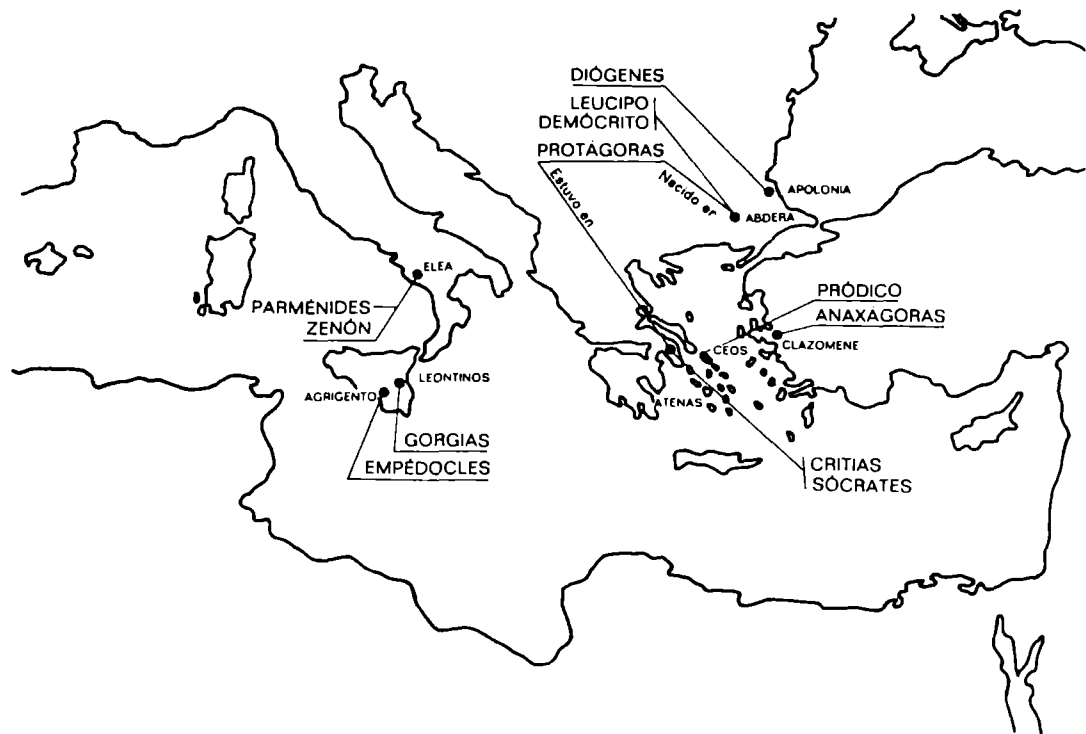 DIÓGENES
LEUCIPO
DEMÓCRITO
PROTÁGORAS
Estuvo en
Nacido en
APOLONIA
ABDERA
ELEA
PARMÉNIDES
ZENÓN
PRÓDICO
ANAXÁGORAS
CEOS
CLAZOMENE
LEONTINOS
AGRIGENTO
ATENAS
GORGIAS
EMPÉDOCLES
CRITIAS
SÓCRATES